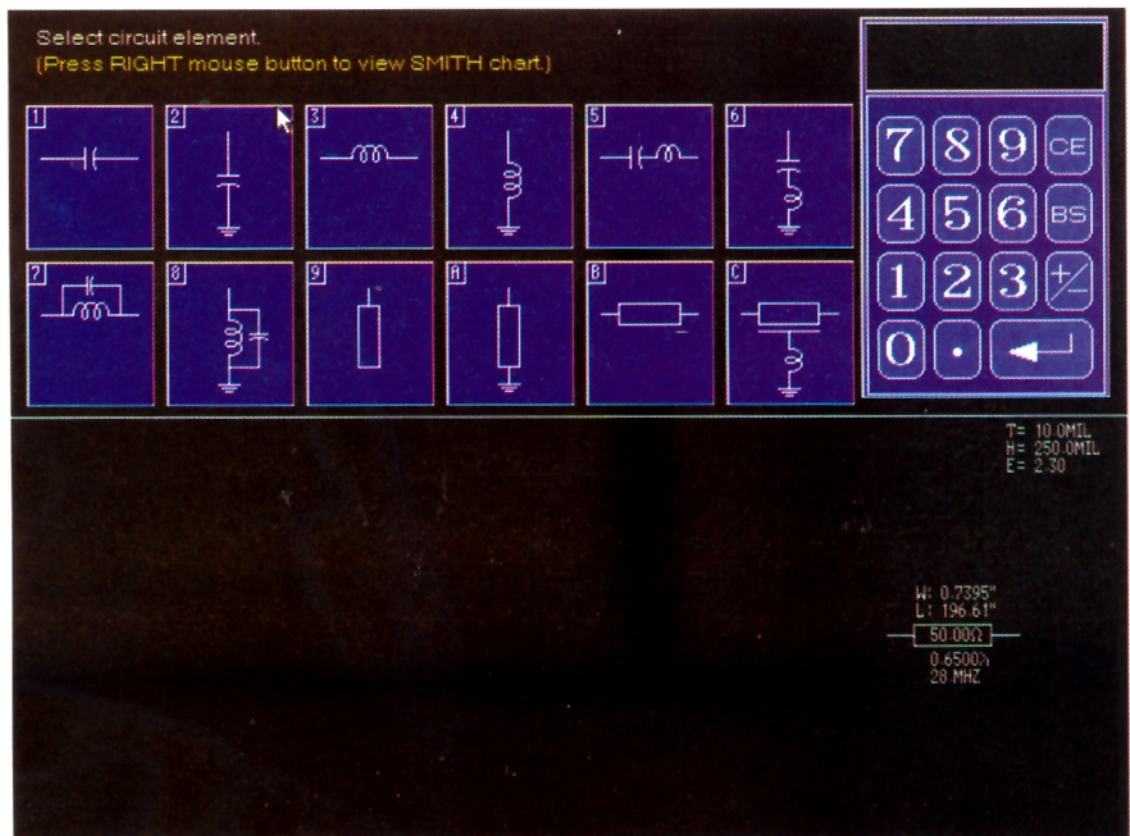 Select circuit element.
(Press RIGHT mouse button to view SMITH chart.)
1 2 3 4 5 6
7 8 9 A B C
7 8 9 CE
4 5 6 BS
1 2 3 +/-
0 .
T= 10.0MIL
H= 250.0MIL
E= 2.30
W: 0.7395"
L: 196.61"
50.00Ω
0.6500λ
28 MHZ